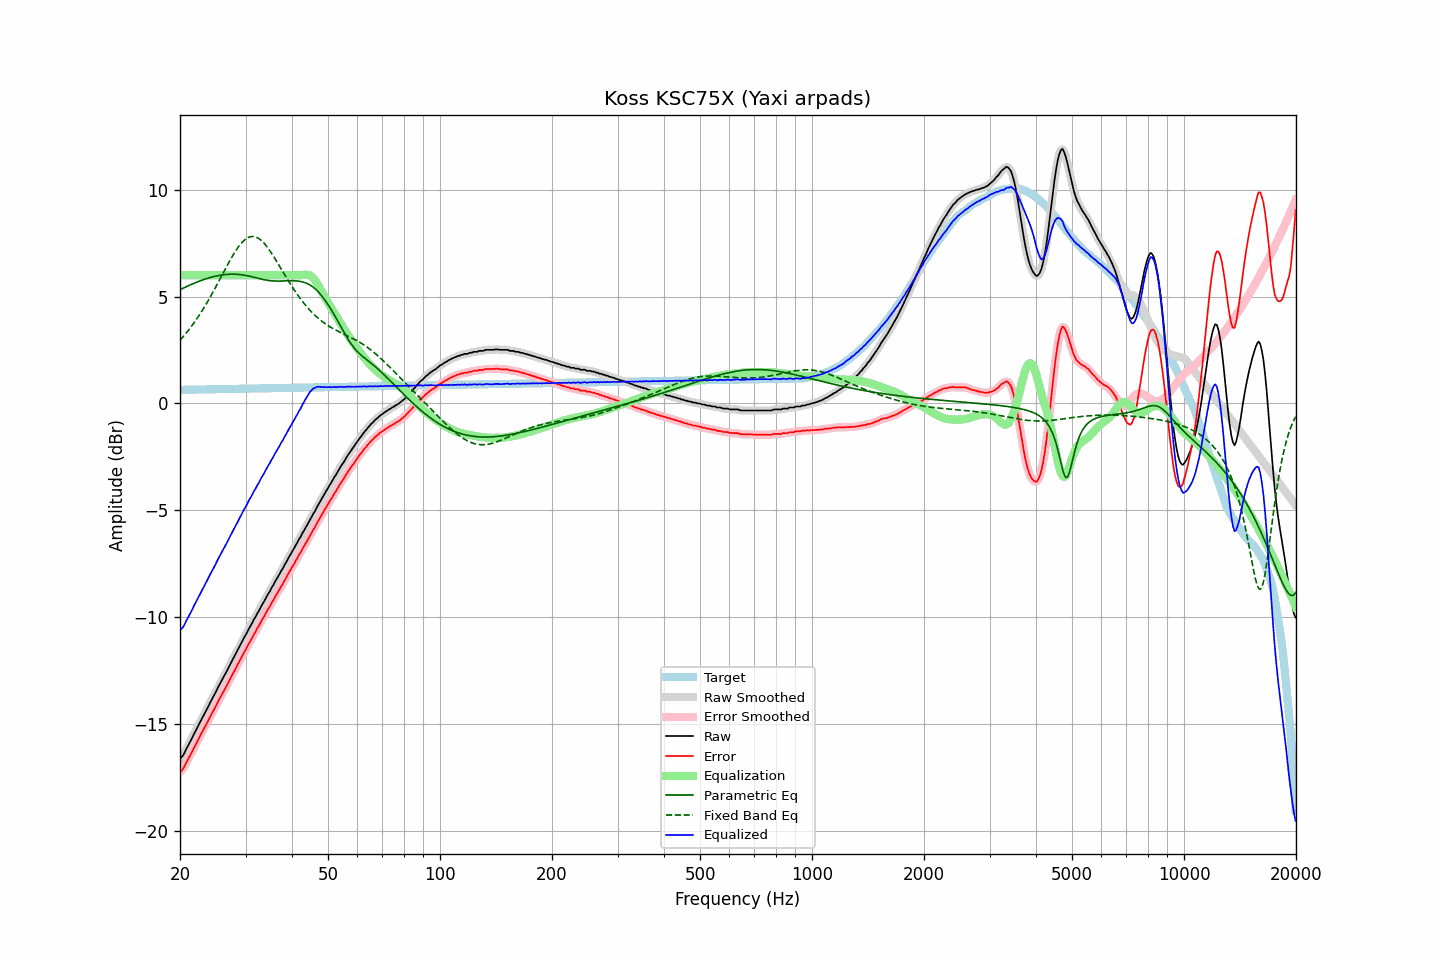 Koss KSC75X (Yaxi arpads)
Amplitude (dBr)
10
5
0
−5
−10
−15
−20
Target
Raw Smoothed
Error Smoothed
Raw
Error
Equalization
Parametric Eq
Fixed Band Eq
Equalized
20 50 100 200 500 1000 2000 5000 10000 20000
Frequency (Hz)